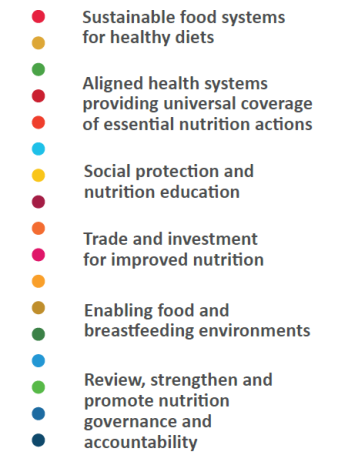 Sustainable food systems
for healthy diets
Aligned health systems
providing universal coverage
of essential nutrition actions
Social protection and
nutrition education
Trade and investment
for improved nutrition
Enabling food and
breastfeeding environments
Review, strengthen and
promote nutrition
governance and
accountability